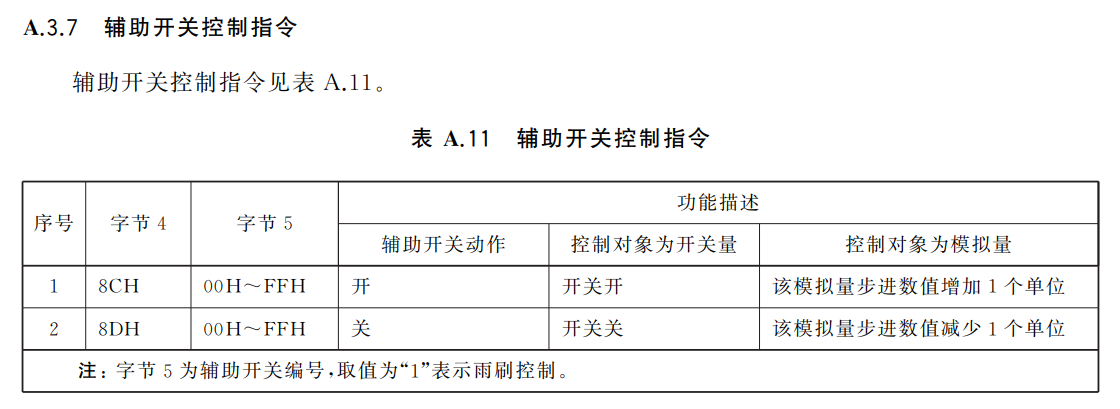 A.3.7 辅助开关控制指令
辅助开关控制指令见表 A.11。
表 A.11 辅助开关控制指令
序号 字节 4 字节 5 功能描述
辅助开关动作 控制对象为开关量 控制对象为模拟量
1 8CH 00H～FFH 开 开关开 该模拟量步进数值增加 1 个单位
2 8DH 00H～FFH 关 开关关 该模拟量步进数值减少 1 个单位
注: 字节 5 为辅助开关编号,取值为“1”表示雨刷控制。